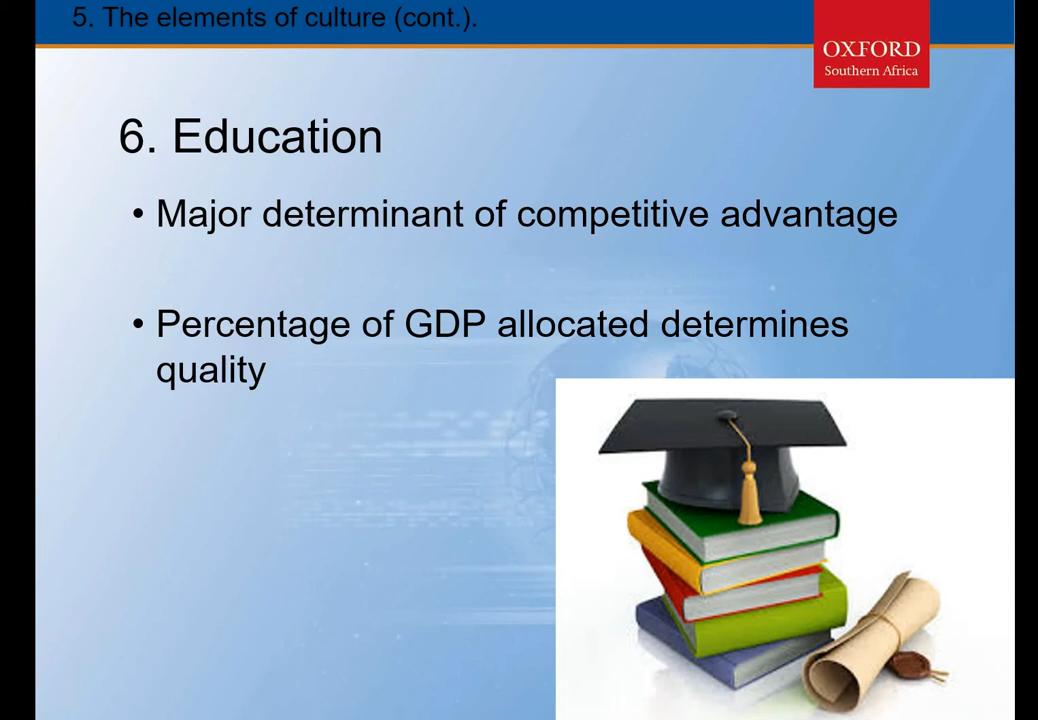 5. The elements of culture (cont.).
OXFORD
Southern Africa
6. Education
• Major determinant of competitive advantage
• Percentage of GDP allocated determines
quality